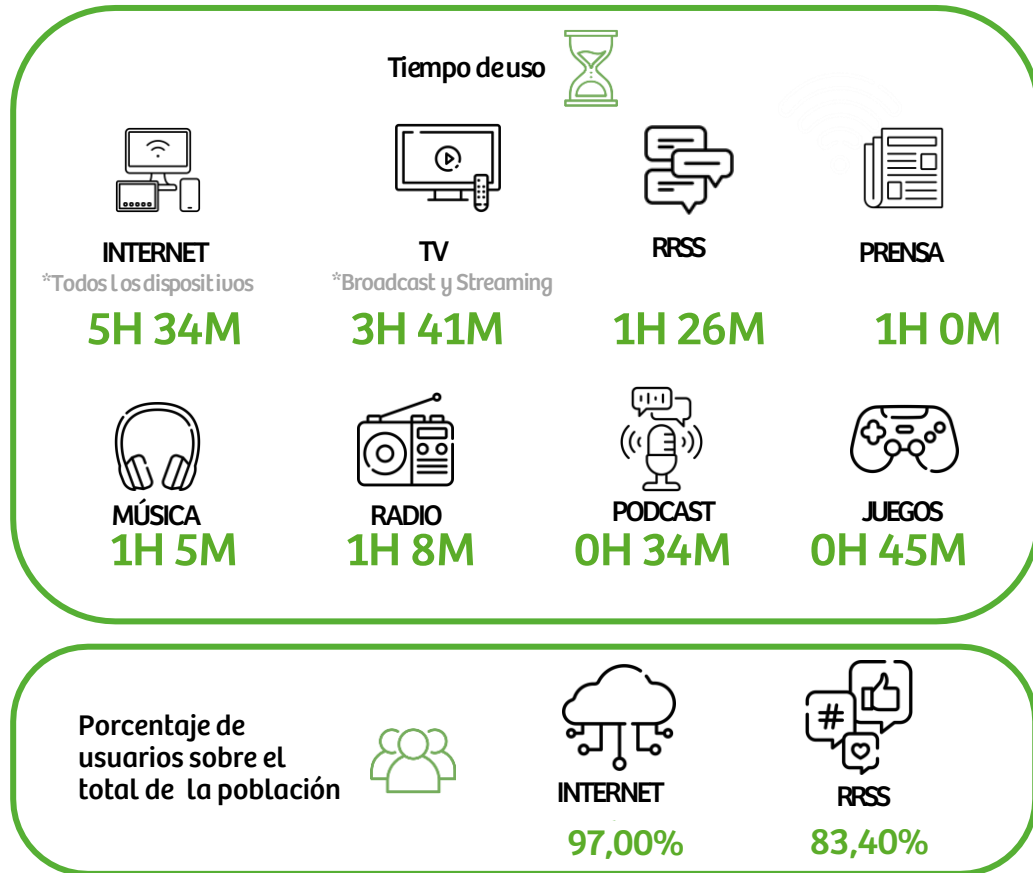 Tiempo de uso
INTERNET
*Todos Los dispositivos
5H 34M
TV
*Broadcast y Streaming
3H 41M
RRSS
1H 26M
PRENSA
1H 0M
MÚSICA
1H 5M
RADIO
1H 8M
PODCAST
0H 34M
JUEGOS
0H 45M
Porcentaje de
usuarios sobre el
total de la población
INTERNET
97,00%
#
RRSS
83,40%